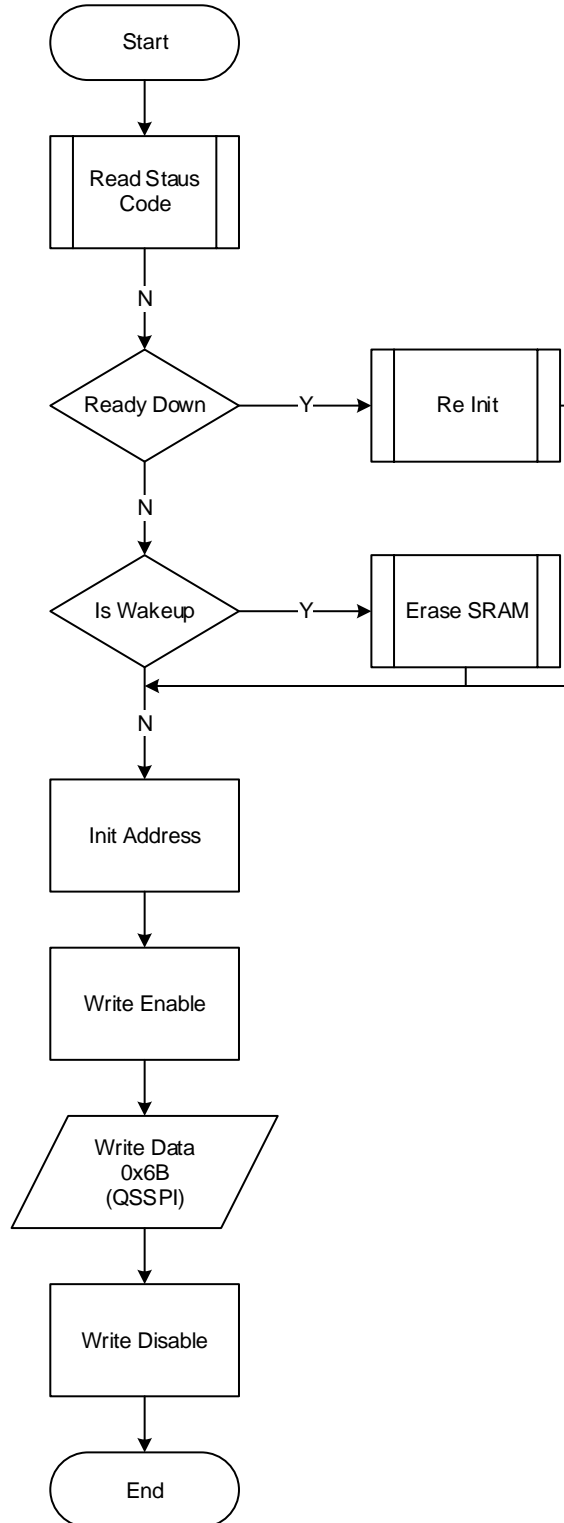 Start
Read Staus
Code
N
Ready Down
Y
Re Init
N
Is Wakeup
Y
Erase SRAM
N
Init Address
Write Enable
Write Data
0x6B
(QSSPI)
Write Disable
End